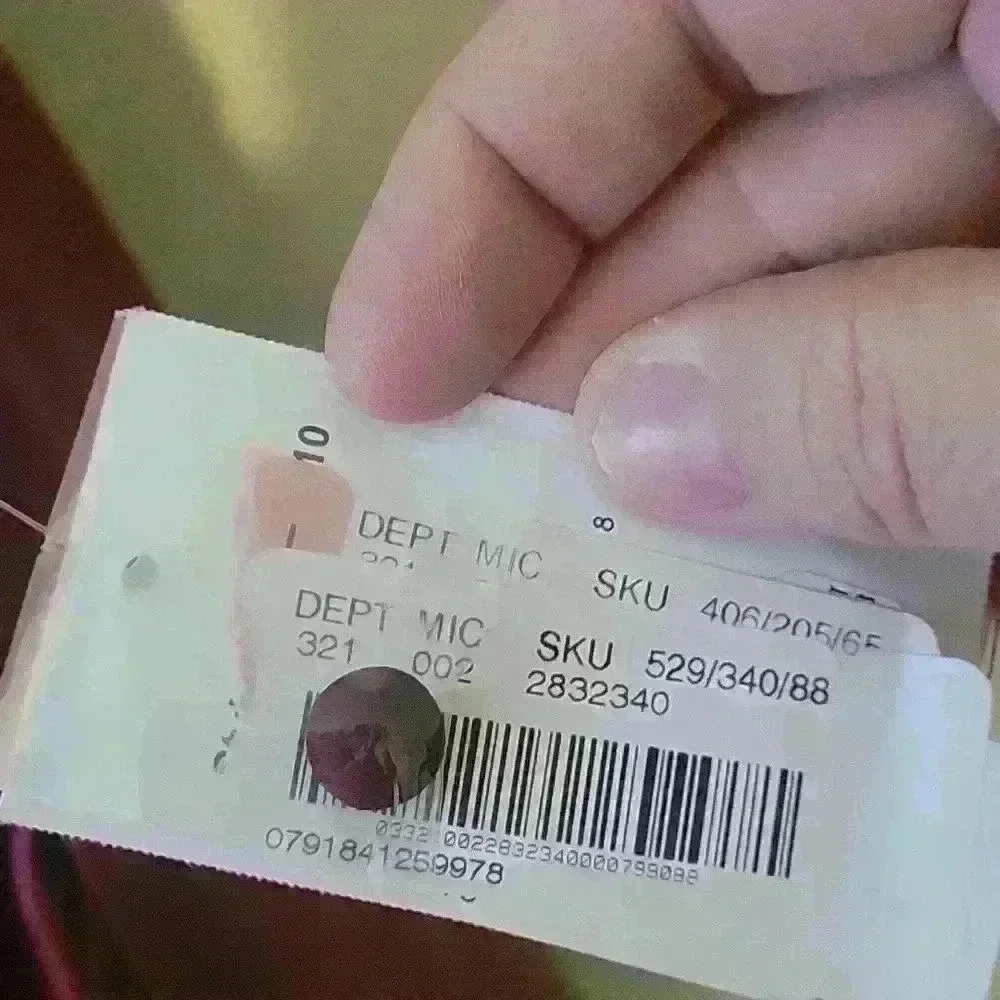 10
8
DEPT MIC SKU 406/205/65
DEPT MIC SKU 529/340/88
321 002 2832340
0332 0022832340000799088
0791841259978